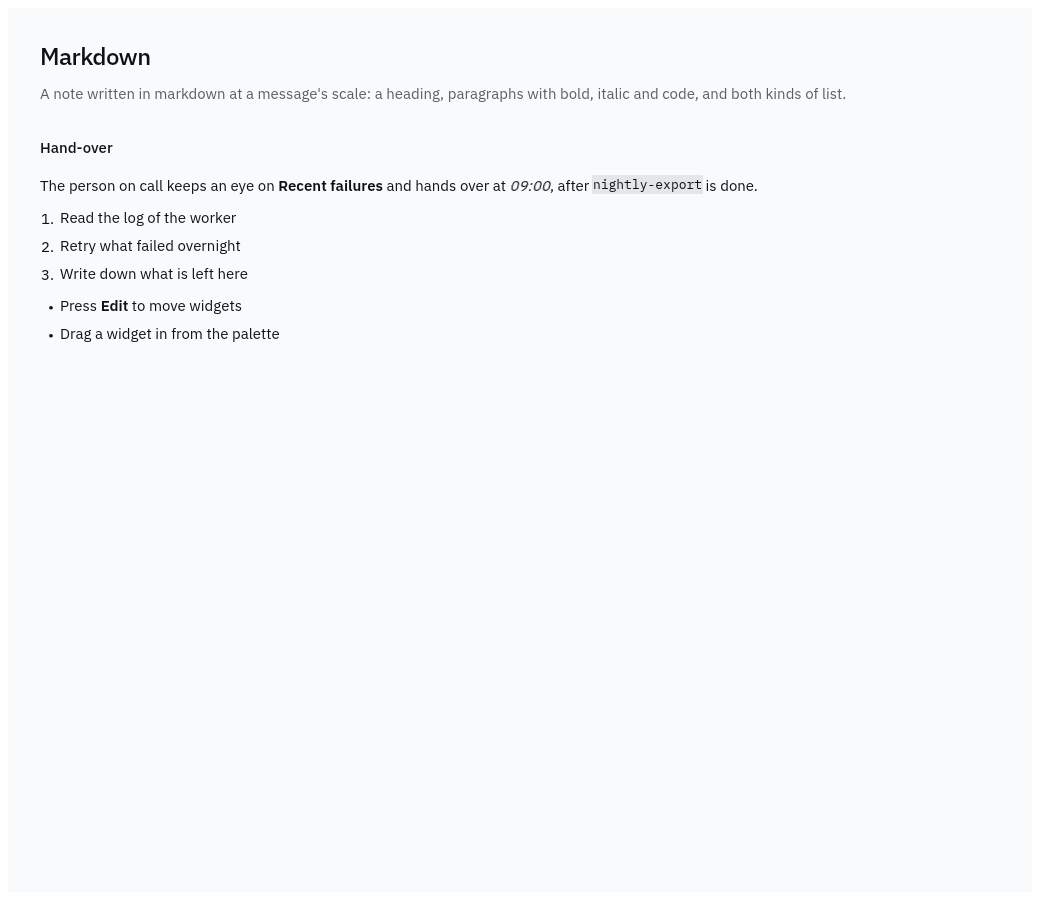 Markdown
A note written in markdown at a message's scale: a heading, paragraphs with bold, italic and code, and both kinds of list.
Hand-over
The person on call keeps an eye on Recent failures and hands over at 09:00, after nightly-export is done.
1. Read the log of the worker
2. Retry what failed overnight
3. Write down what is left here
• Press Edit to move widgets
• Drag a widget in from the palette